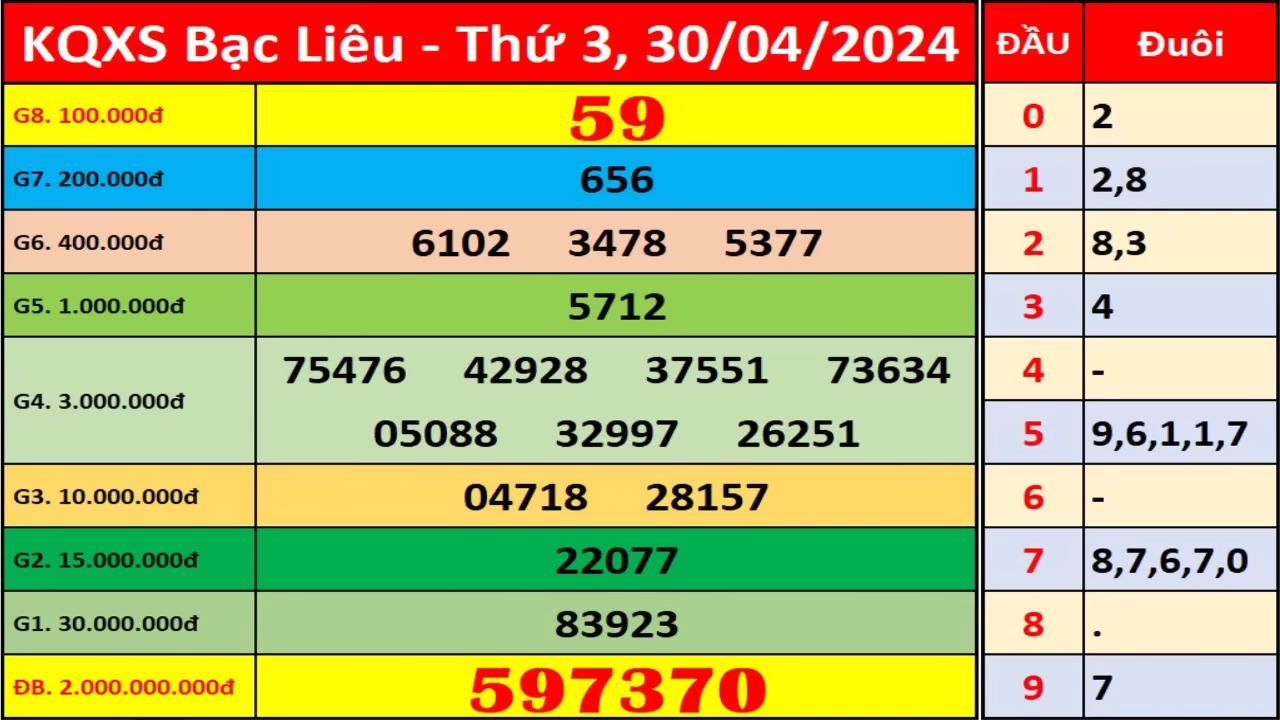 KQXS Bạc Liêu - Thứ 3, 30/04/2024 ĐẦU Đuôi
G8. 100.000đ 59 0 2
G7. 200.000đ 656 1 2,8
G6. 400.000đ 6102 3478 5377 2 8,3
G5. 1.000.000đ 5712 3 4
75476 42928 37551 73634 4 -
G4. 3.000.000đ
05088 32997 26251 5 9,6,1,1,7
G3. 10.000.000đ 04718 28157 6 -
G2. 15.000.000đ 22077 7 8,7,6,7,0
G1. 30.000.000đ 83923 8 .
ĐB. 2.000.000.000đ 597370 9 7